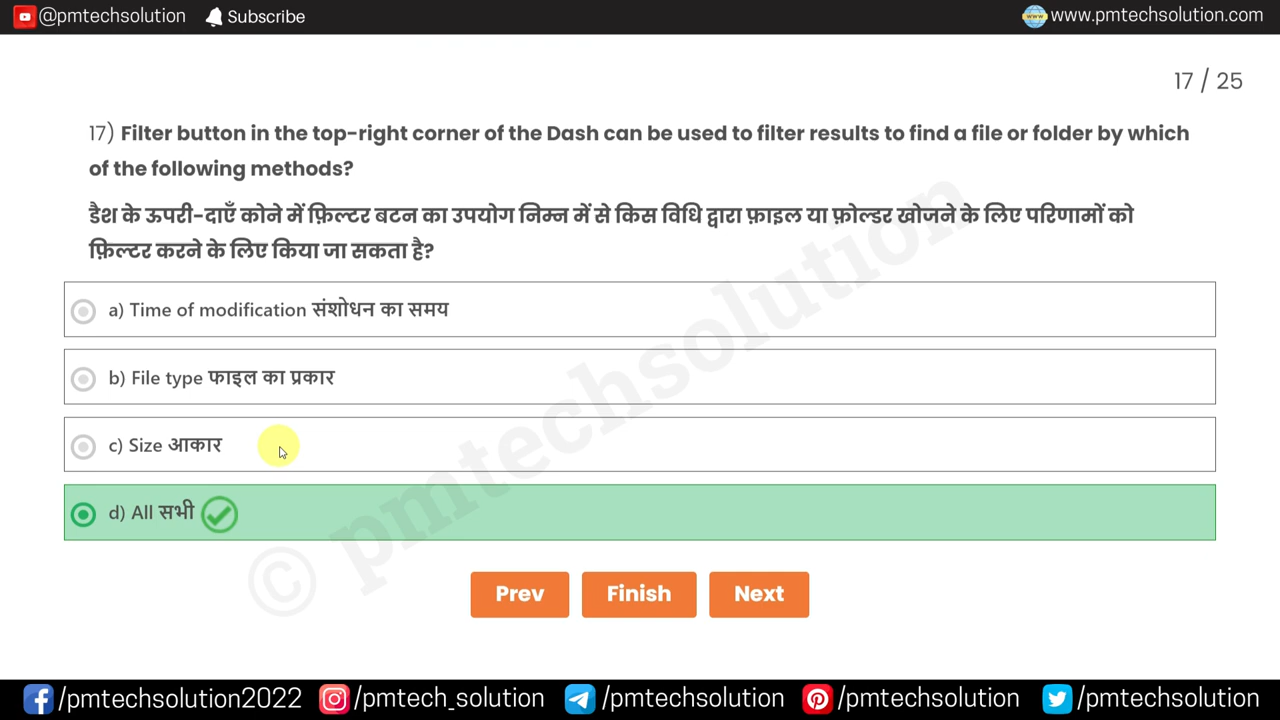 @pmtechsolution Subscribe www.pmtechsolution.com
17 / 25
17) Filter button in the top-right corner of the Dash can be used to filter results to find a file or folder by which
of the following methods?
डैश के ऊपरी-दाएँ कोने में फ़िल्टर बटन का उपयोग निम्न में से किस विधि द्वारा फ़ाइल या फ़ोल्डर खोजने के लिए परिणामों को
फ़िल्टर करने के लिए किया जा सकता है?
a) Time of modification संशोधन का समय
b) File type फाइल का प्रकार
c) Size आकार
d) All सभी
© pmtechsolution
Prev Finish Next
/pmtechsolution2022 /pmtech_solution /pmtechsolution /pmtechsolution /pmtechsolution